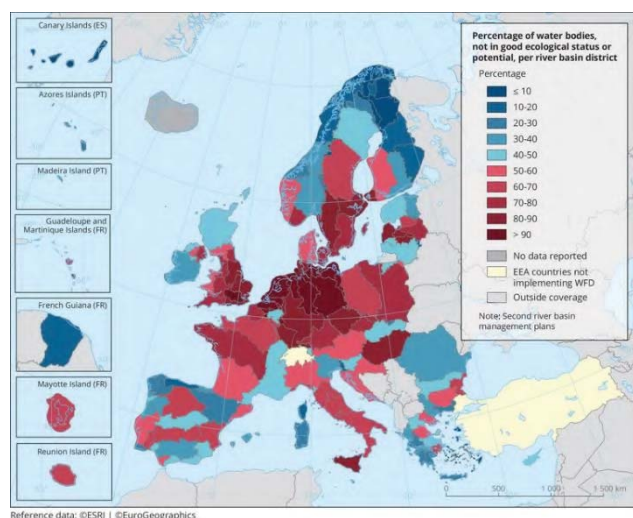 Canary Islands (ES)
Azores Islands (PT)
Madeira Island (PT)
Guadeloupe and
Martinique Islands (FR)
French Guiana (FR)
Mayotte Island (FR)
Reunion Island (FR)
Percentage of water bodies,
not in good ecological status or
potential, per river basin district
Percentage
≤ 10
10-20
20-30
30-40
40-50
50-60
60-70
70-80
80-90
> 90
No data reported
EEA countries not
implementing WFD
Outside coverage
Note: Second river basin
management plans
0 500 1 000 1 500 km
Reference data: ©ESRI | ©EuroGeographics